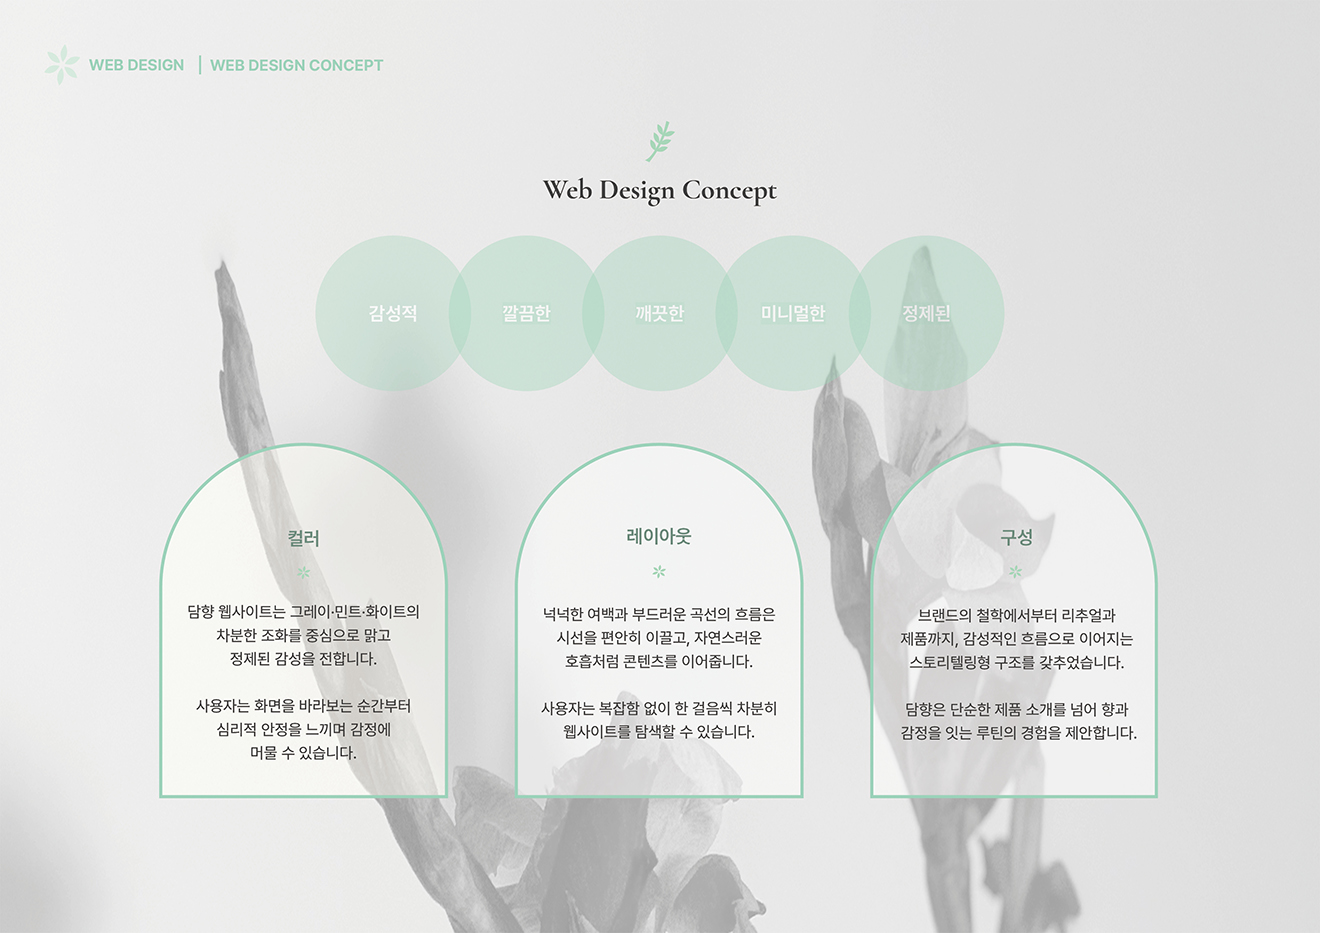 WEB DESIGN | WEB DESIGN CONCEPT
Web Design Concept
감성적 깔끔한 깨끗한 미니멀한 정제된
컬러
담향 웹사이트는 그레이·민트·화이트의
차분한 조화를 중심으로 맑고
정제된 감성을 전합니다.
사용자는 화면을 바라보는 순간부터
심리적 안정을 느끼며 감정에
머물 수 있습니다.
레이아웃
넉넉한 여백과 부드러운 곡선의 흐름은
시선을 편안히 이끌고, 자연스러운
호흡처럼 콘텐츠를 이어줍니다.
사용자는 복잡함 없이 한 걸음씩 차분히
웹사이트를 탐색할 수 있습니다.
구성
브랜드의 철학에서부터 리추얼과
제품까지, 감성적인 흐름으로 이어지는
스토리텔링형 구조를 갖추었습니다.
담향은 단순한 제품 소개를 넘어 향과
감정을 잇는 루틴의 경험을 제안합니다.